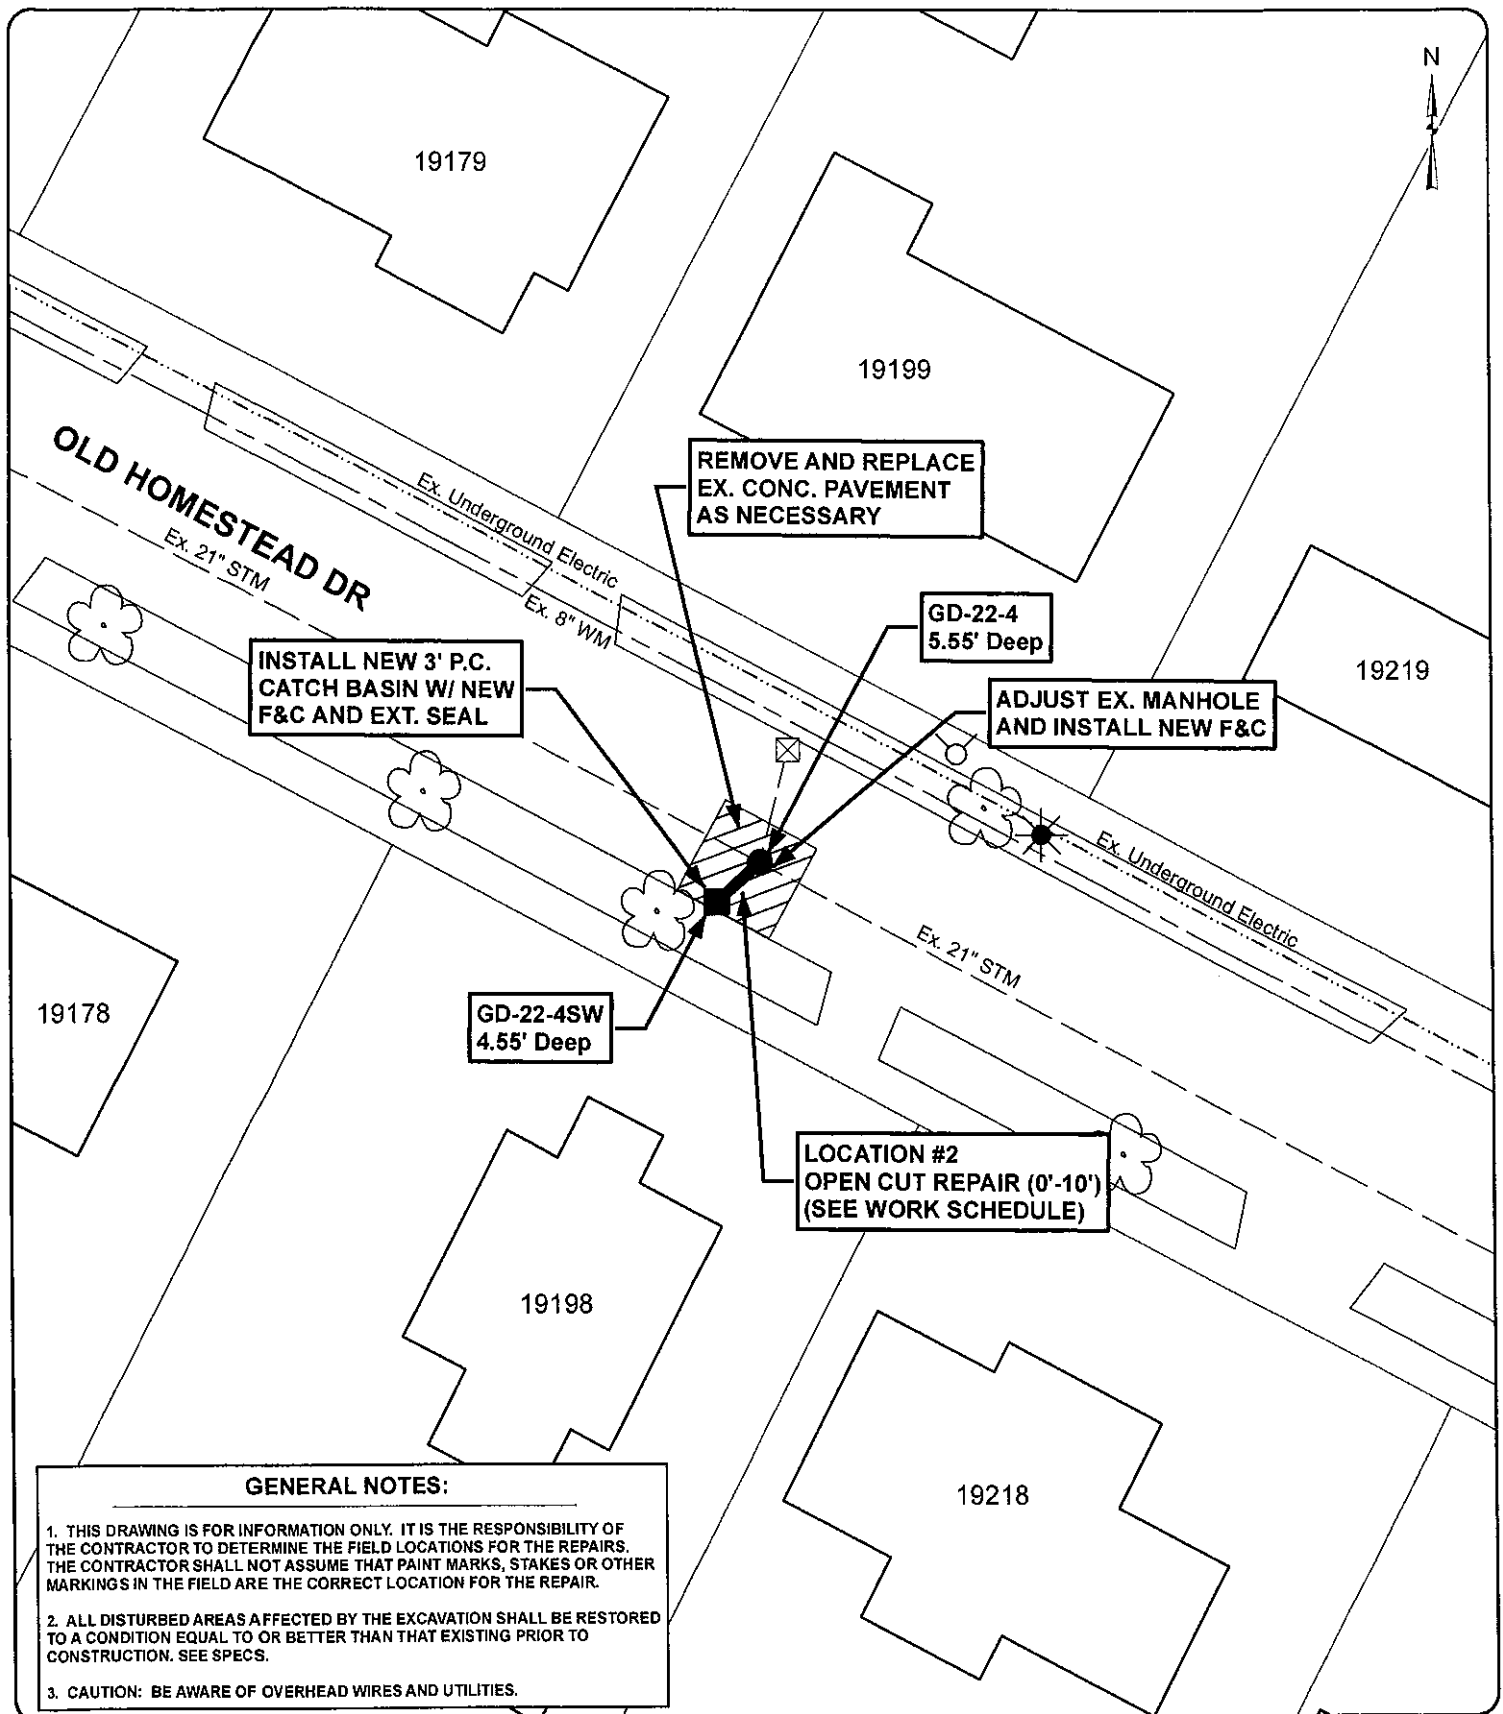 N
19179
19199
REMOVE AND REPLACE
EX. CONC. PAVEMENT
AS NECESSARY
OLD HOMESTEAD DR
Ex. Underground Electric
Ex. 21" STM
Ex. 8" WM
GD-22-4
5.55' Deep
INSTALL NEW 3' P.C.
CATCH BASIN W/ NEW
F&C AND EXT. SEAL
19219
ADJUST EX. MANHOLE
AND INSTALL NEW F&C
Ex. Underground Electric
Ex. 21" STM
19178
GD-22-4SW
4.55' Deep
LOCATION #2
OPEN CUT REPAIR (0'-10')
(SEE WORK SCHEDULE)
19198
19218
GENERAL NOTES:
1. THIS DRAWING IS FOR INFORMATION ONLY. IT IS THE RESPONSIBILITY OF
THE CONTRACTOR TO DETERMINE THE FIELD LOCATIONS FOR THE REPAIRS.
THE CONTRACTOR SHALL NOT ASSUME THAT PAINT MARKS, STAKES OR OTHER
MARKINGS IN THE FIELD ARE THE CORRECT LOCATION FOR THE REPAIR.
2. ALL DISTURBED AREAS AFFECTED BY THE EXCAVATION SHALL BE RESTORED
TO A CONDITION EQUAL TO OR BETTER THAN THAT EXISTING PRIOR TO
CONSTRUCTION. SEE SPECS.
3. CAUTION: BE AWARE OF OVERHEAD WIRES AND UTILITIES.